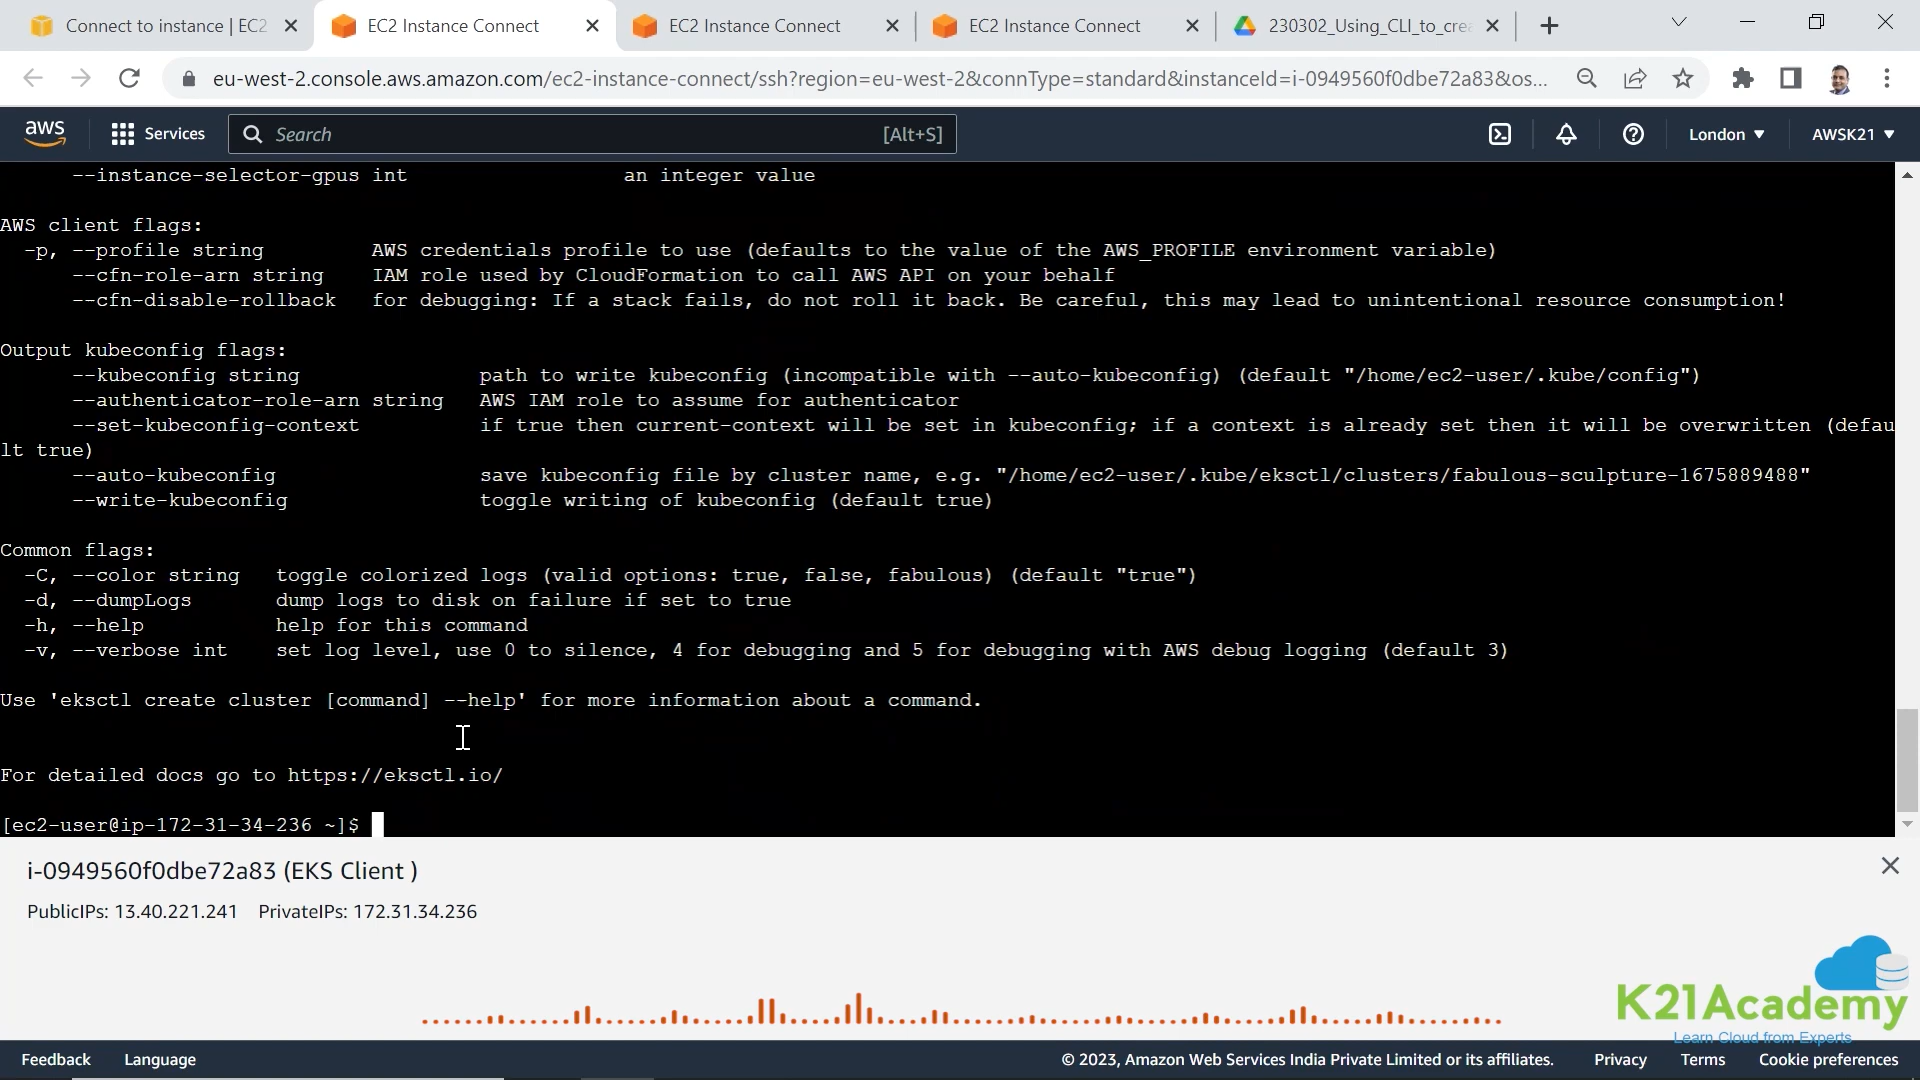 Connect to instance | EC2
EC2 Instance Connect
EC2 Instance Connect
EC2 Instance Connect
230302_Using_CLI_to_crea
eu-west-2.console.aws.amazon.com/ec2-instance-connect/ssh?region=eu-west-2&connType=standard&instanceId=i-0949560f0dbe72a83&os...
aws
Services
Search
[Alt+S]
London
AWSK21
--instance-selector-gpus int an integer value
AWS client flags:
-p, --profile string AWS credentials profile to use (defaults to the value of the AWS_PROFILE environment variable)
--cfn-role-arn string IAM role used by CloudFormation to call AWS API on your behalf
--cfn-disable-rollback for debugging: If a stack fails, do not roll it back. Be careful, this may lead to unintentional resource consumption!
Output kubeconfig flags:
--kubeconfig string path to write kubeconfig (incompatible with --auto-kubeconfig) (default "/home/ec2-user/.kube/config")
--authenticator-role-arn string AWS IAM role to assume for authenticator
--set-kubeconfig-context if true then current-context will be set in kubeconfig; if a context is already set then it will be overwritten (defau
lt true)
--auto-kubeconfig save kubeconfig file by cluster name, e.g. "/home/ec2-user/.kube/eksctl/clusters/fabulous-sculpture-1675889488"
--write-kubeconfig toggle writing of kubeconfig (default true)
Common flags:
-C, --color string toggle colorized logs (valid options: true, false, fabulous) (default "true")
-d, --dumpLogs dump logs to disk on failure if set to true
-h, --help help for this command
-v, --verbose int set log level, use 0 to silence, 4 for debugging and 5 for debugging with AWS debug logging (default 3)
Use 'eksctl create cluster [command] --help' for more information about a command.
For detailed docs go to https://eksctl.io/
[ec2-user@ip-172-31-34-236 ~]$
i-0949560f0dbe72a83 (EKS Client )
PublicIPs: 13.40.221.241 PrivateIPs: 172.31.34.236
K21Academy
Learn Cloud from Experts
Feedback Language
© 2023, Amazon Web Services India Private Limited or its affiliates. Privacy Terms Cookie preferences